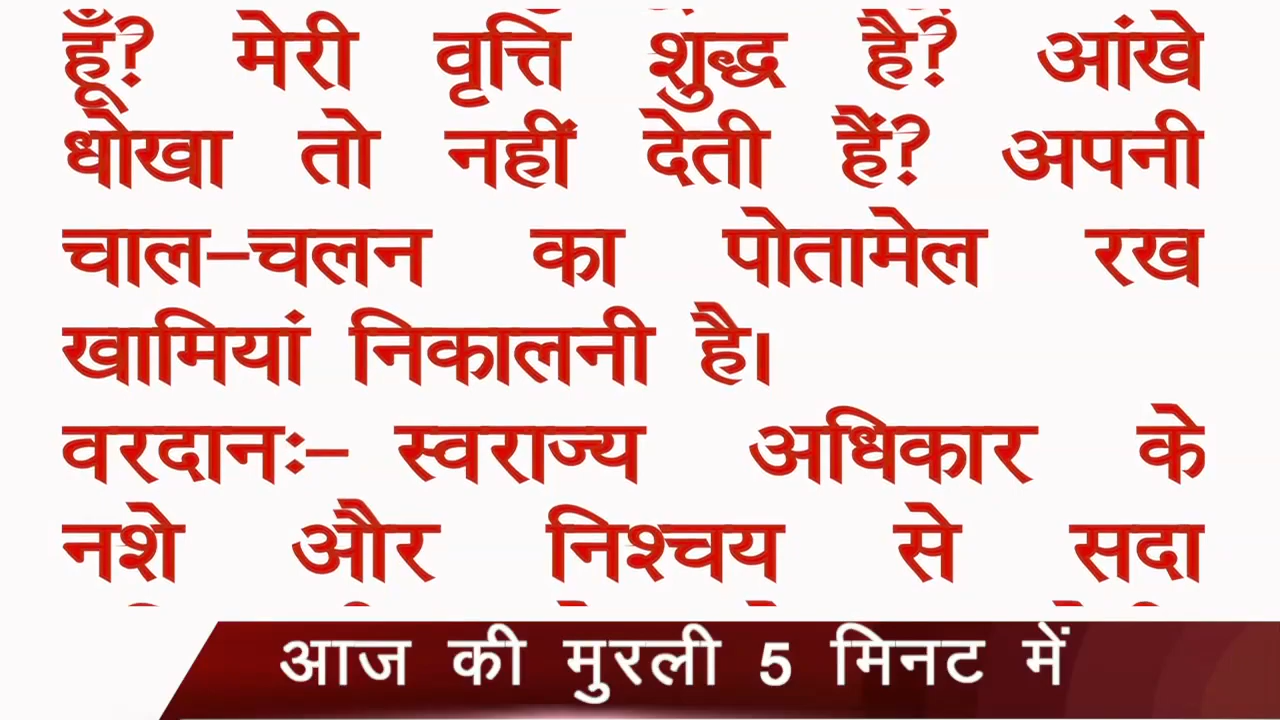 हूँ? मेरी वृत्ति शुद्ध है? आंखे
धोखा तो नहीं देती हैं? अपनी
चाल-चलन का पोतामेल रख
खामियां निकालनी है।
वरदानः- स्वराज्य अधिकार के
नशे और निश्चय से सदा
आज की मुरली 5 मिनट में